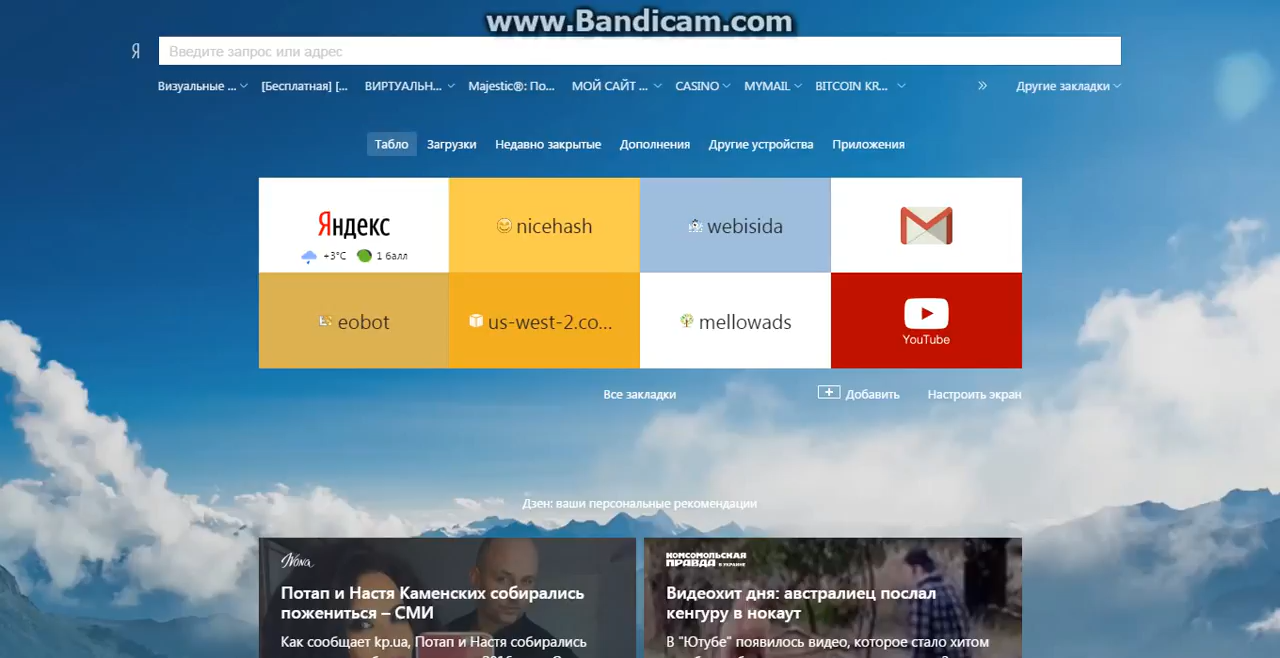 www.Bandicam.com
Я Введите запрос или адрес
Визуальные ... [Бесплатная] [... ВИРТУАЛЬН... Majestic®: По... МОЙ САЙТ ... CASINO MYMAIL BITCOIN KR... » Другие закладки
Табло Загрузки Недавно закрытые Дополнения Другие устройства Приложения
Яндекс
+3°C 1 балл
nicehash
webisida
eobot
us-west-2.co...
mellowads
YouTube
Все закладки Добавить Настроить экран
Дзен: ваши персональные рекомендации
iVona
Потап и Настя Каменских собирались
пожениться – СМИ
Как сообщает kp.ua, Потап и Настя собирались
КОМСОМОЛЬСКАЯ
ПРАВДА В УКРАИНЕ
Видеохит дня: австралиец послал
кенгуру в нокаут
В "Ютубе" появилось видео, которое стало хитом